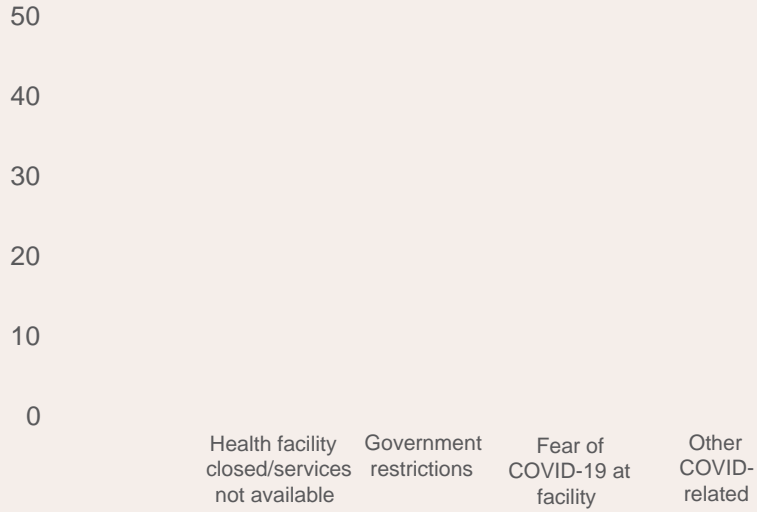 50
40
30
20
10
0
Health facility
closed/services
not available
Government
restrictions
Fear of
COVID-19 at
facility
Other
COVID-
related